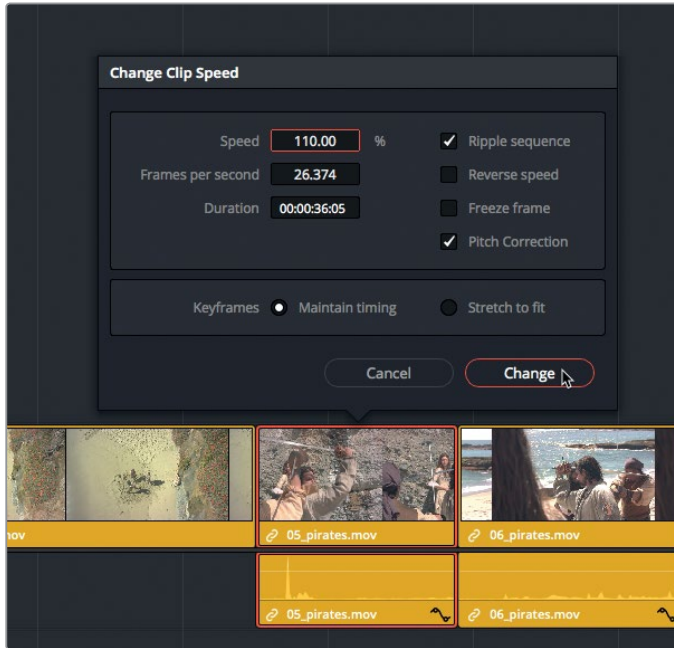 Change Clip Speed
Speed 110.00 % Ripple sequence
Frames per second 26.374 Reverse speed
Duration 00:00:36:05 Freeze frame
Pitch Correction
Keyframes Maintain timing Stretch to fit
Cancel Change
nov 05_pirates.mov 06_pirates.mov
05_pirates.mov 06_pirates.mov